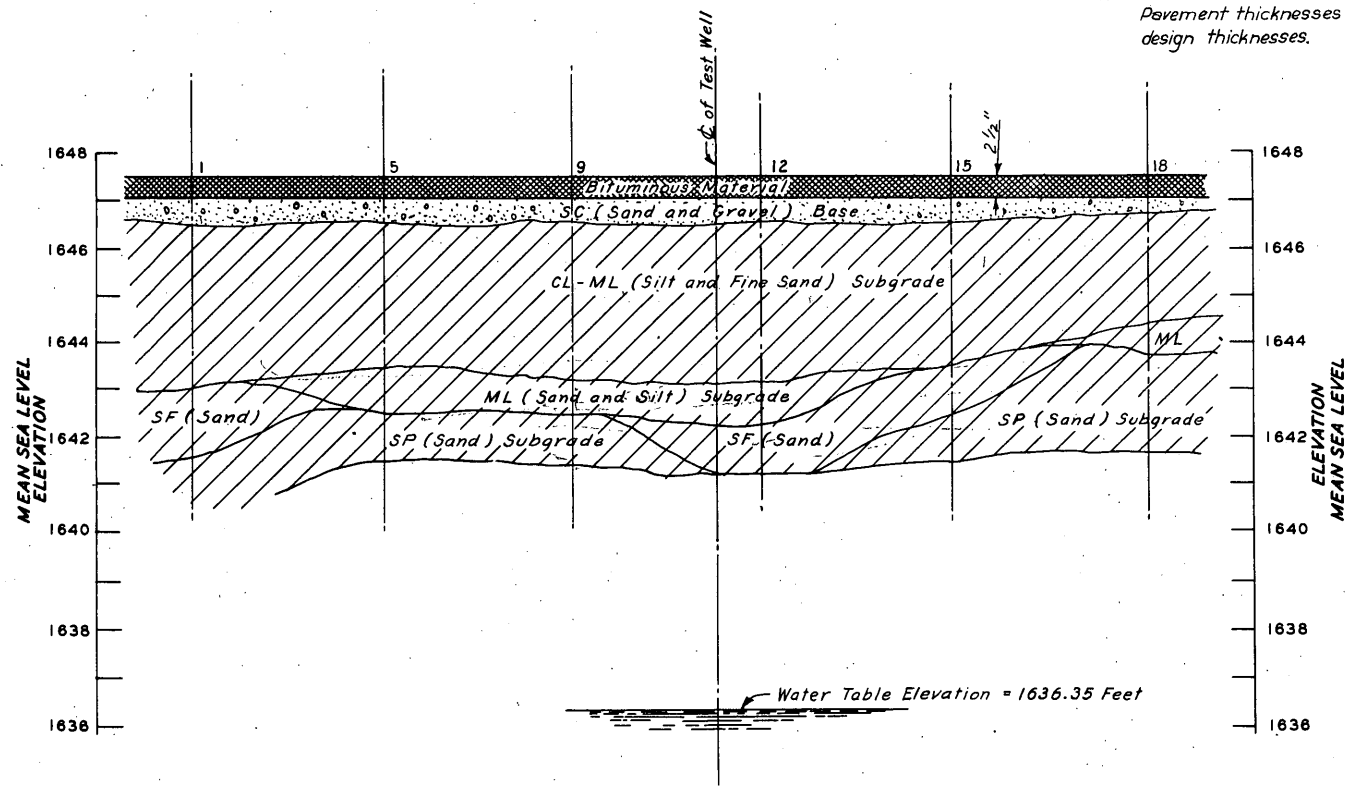 Pavement thicknesses
design thicknesses.
℄ of Test Well
2 1/2"
1648
1648
1 5 9 12 15 18
Bituminous Material
SC (Sand and Gravel) Base
1646
1646
CL-ML (Silt and Fine Sand) Subgrade
1644
1644
ML
ML (Sand and Silt) Subgrade
SF (Sand)
SP (Sand) Subgrade
SF (Sand)
SP (Sand) Subgrade
1642
1642
MEAN SEA LEVEL
ELEVATION
ELEVATION
MEAN SEA LEVEL
1640
1640
1638
1638
Water Table Elevation = 1636.35 Feet
1636
1636